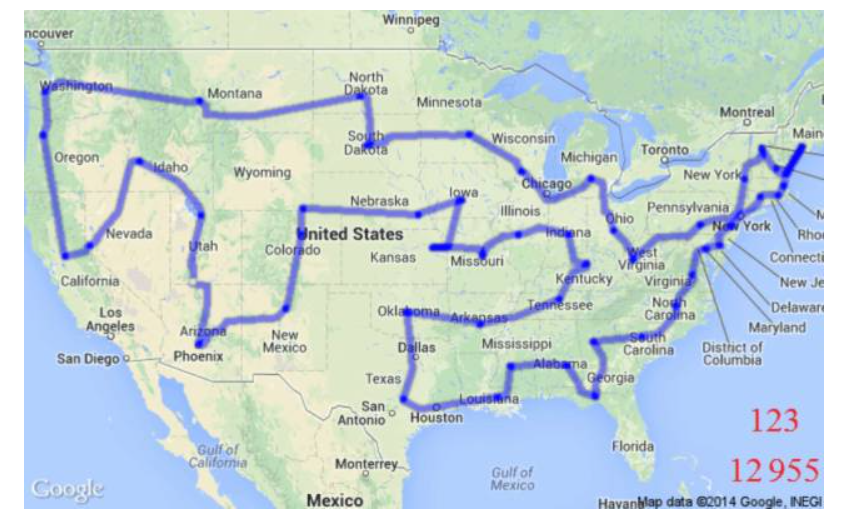 Winnipeg
ncouver
Washington
Montana
North
Dakota
Minnesota
Montreal
Maine
South
Dakota
Wisconsin
Oregon
Idaho
Wyoming
Michigan
Toronto
New York
Chicago
Nebraska
Iowa
Illinois
Ohio
Pennsylvania
New York
Nevada
Utah
United States
Colorado
Indiana
Kansas
Missouri
West
Virginia
Virginia
California
Kentucky
M
Rho
Connecti
New Je
Delaware
Maryland
District of
Columbia
Los
Angeles
Arizona
Phoenix
New
Mexico
Oklahoma
Arkansas
Tennessee
North
Carolina
San Diego
Dallas
Mississippi
Alabama
South
Carolina
Texas
Georgia
San
Antonio
Houston
Louisiana
Gulf of
California
Monterrey
Gulf of
Mexico
Florida
123
12 955
Google
Mexico
Havana
Map data ©2014 Google, INEGI